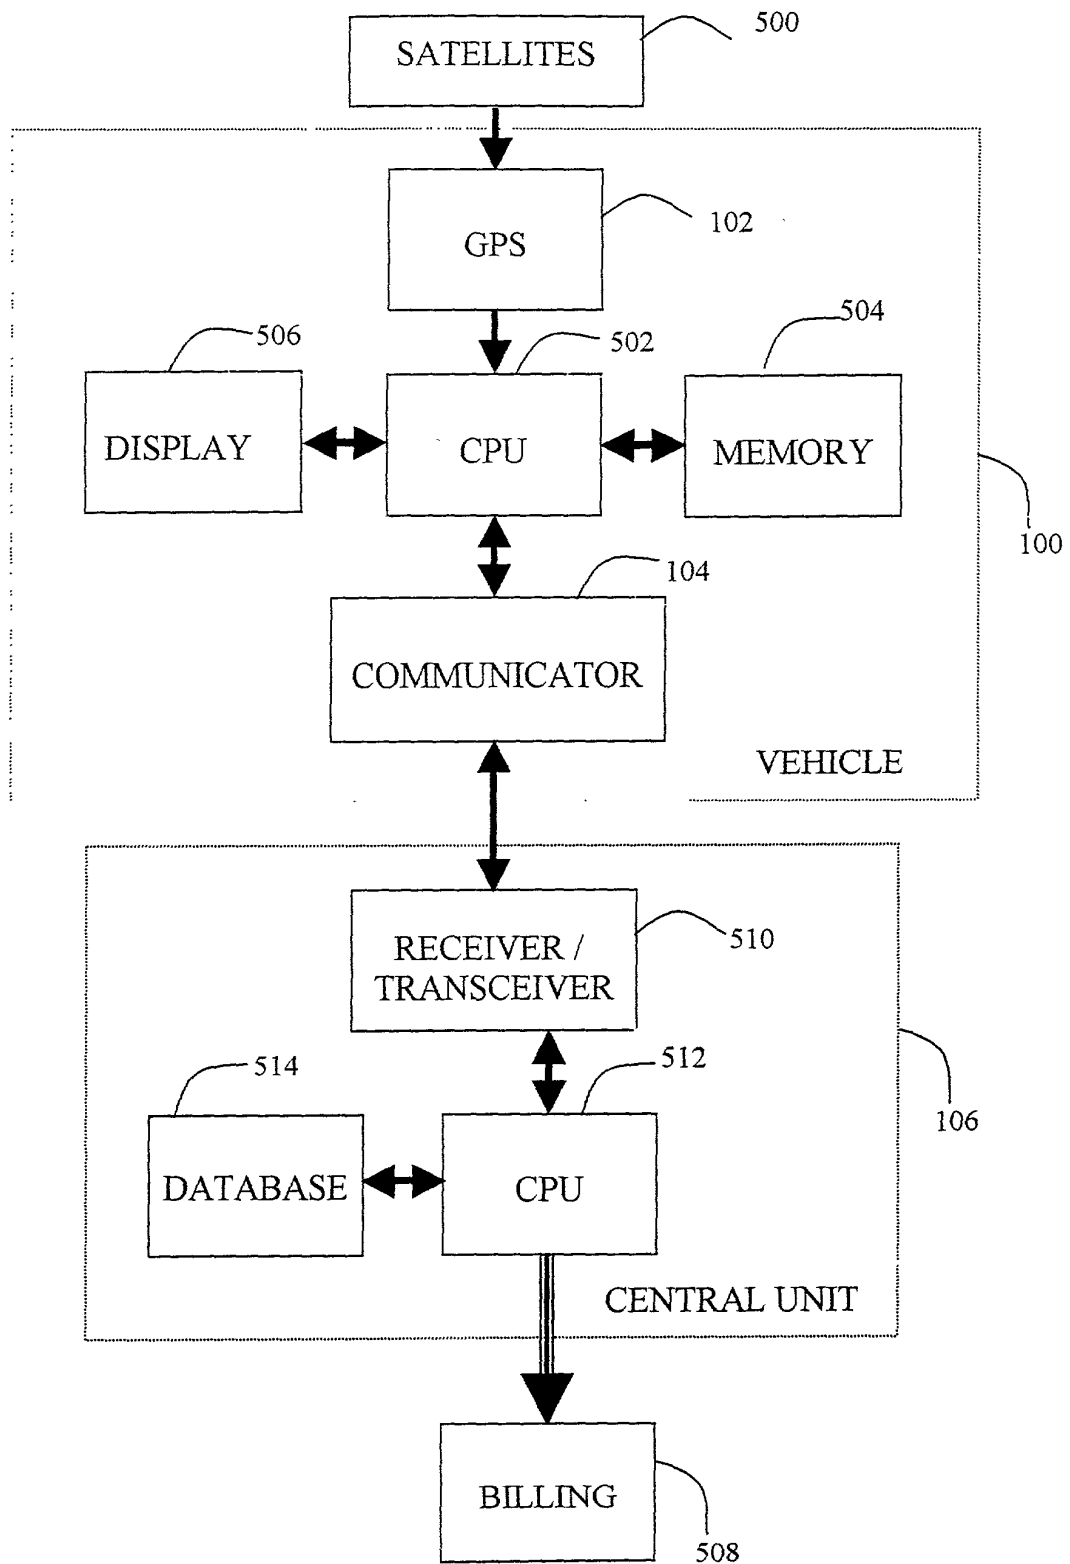 SATELLITES
500
GPS
102
506
502
504
DISPLAY
CPU
MEMORY
100
104
COMMUNICATOR
VEHICLE
RECEIVER /
TRANSCEIVER
510
514
512
106
DATABASE
CPU
CENTRAL UNIT
BILLING
508